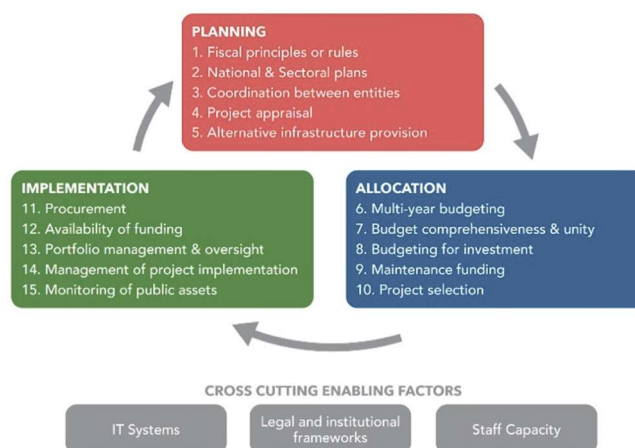 PLANNING
1. Fiscal principles or rules
2. National & Sectoral plans
3. Coordination between entities
4. Project appraisal
5. Alternative infrastructure provision
IMPLEMENTATION
11. Procurement
12. Availability of funding
13. Portfolio management & oversight
14. Management of project implementation
15. Monitoring of public assets
ALLOCATION
6. Multi-year budgeting
7. Budget comprehensiveness & unity
8. Budgeting for investment
9. Maintenance funding
10. Project selection
CROSS CUTTING ENABLING FACTORS
IT Systems
Legal and institutional
frameworks
Staff Capacity